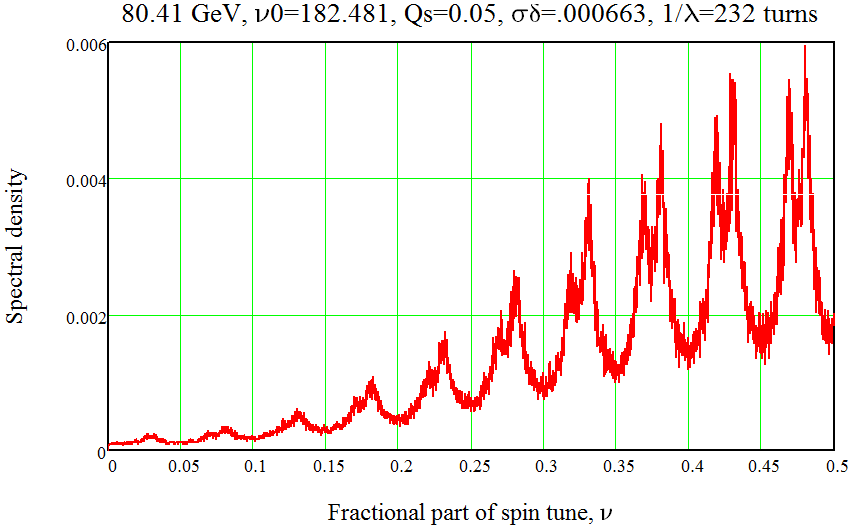 80.41 GeV, ν0=182.481, Qs=0.05, σδ=.000663, 1/λ=232 turns
Spectral density
0.006
0.004
0.002
0
0 0.05 0.1 0.15 0.2 0.25 0.3 0.35 0.4 0.45 0.5
Fractional part of spin tune, ν